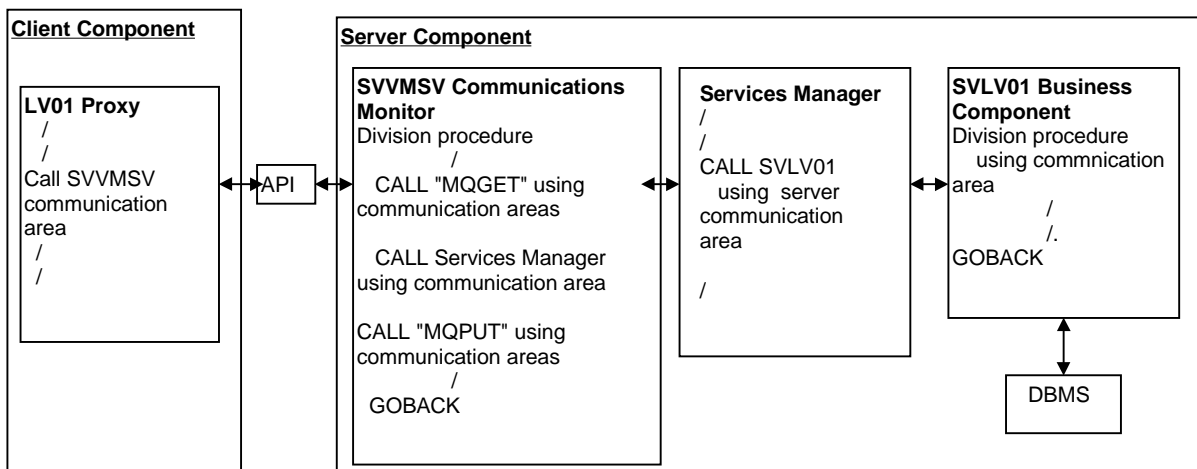 Client Component
LV01 Proxy
/
/
Call SVVMSV
communication
area
/
/
API
Server Component
SVVMSV Communications
Monitor
Division procedure
/
CALL "MQGET" using
communication areas
CALL Services Manager
using communication area
CALL "MQPUT" using
communication areas
/
GOBACK
Services Manager
/
/
CALL SVLV01
using server
communication
area
/
SVLV01 Business
Component
Division procedure
using commnication
area
/
/.
GOBACK
DBMS